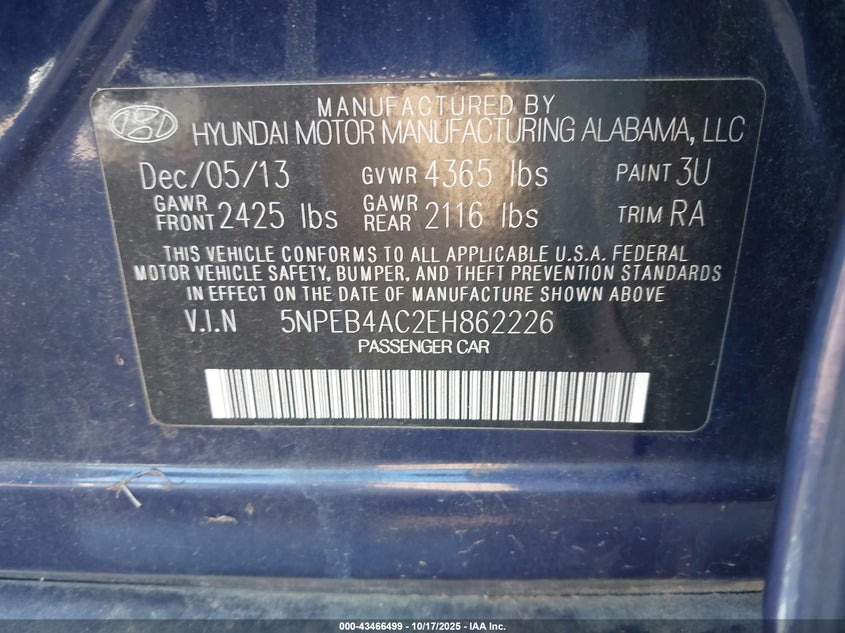 MANUFACTURED BY
HYUNDAI MOTOR MANUFACTURING ALABAMA, LLC
Dec/05/13 GVWR 4365 lbs PAINT 3U
GAWR FRONT 2425 lbs GAWR REAR 2116 lbs TRIM RA
THIS VEHICLE CONFORMS TO ALL APPLICABLE U.S.A. FEDERAL
MOTOR VEHICLE SAFETY, BUMPER, AND THEFT PREVENTION STANDARDS
IN EFFECT ON THE DATE OF MANUFACTURE SHOWN ABOVE
V.I.N 5NPEB4AC2EH862226
PASSENGER CAR
000-43466499 - 10/17/2025 - IAA Inc.